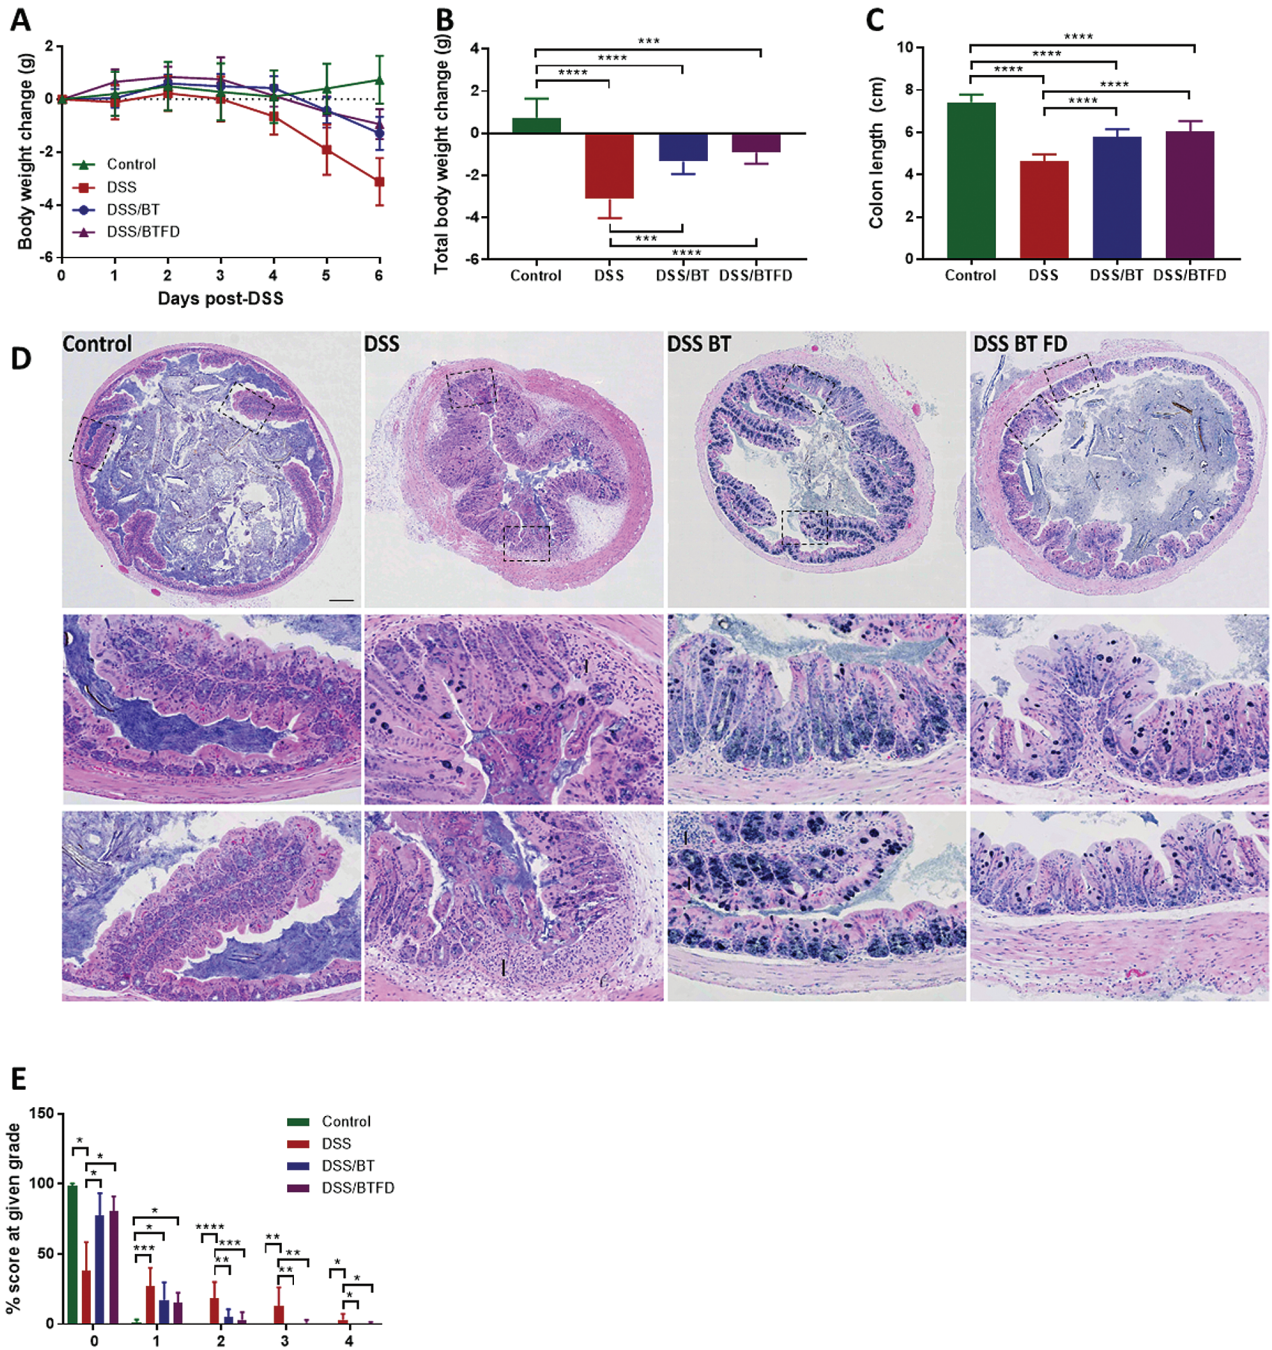 A
Body weight change (g)
2
0
-2
-4
-6
Control
DSS
DSS/BT
DSS/BTFD
0 1 2 3 4 5 6
Days post-DSS
B
Total body weight change (g)
4
2
0
-2
-4
-6
***
****
****
***
****
Control DSS DSS/BT DSS/BTFD
C
Colon length (cm)
10
8
6
4
2
0
****
****
****
****
****
Control DSS DSS/BT DSS/BTFD
D
Control DSS DSS BT DSS BT FD
I
I
I
I
E
% score at given grade
150
100
50
0
Control
DSS
DSS/BT
DSS/BTFD
*
*
*
*
*
***
****
***
**
**
**
**
*
*
*
0 1 2 3 4